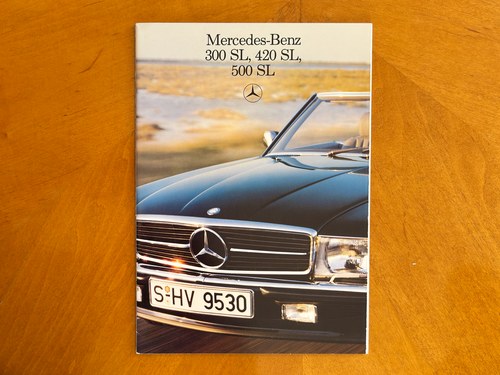 Mercedes-Benz
300 SL, 420 SL,
500 SL
S-HV 9530